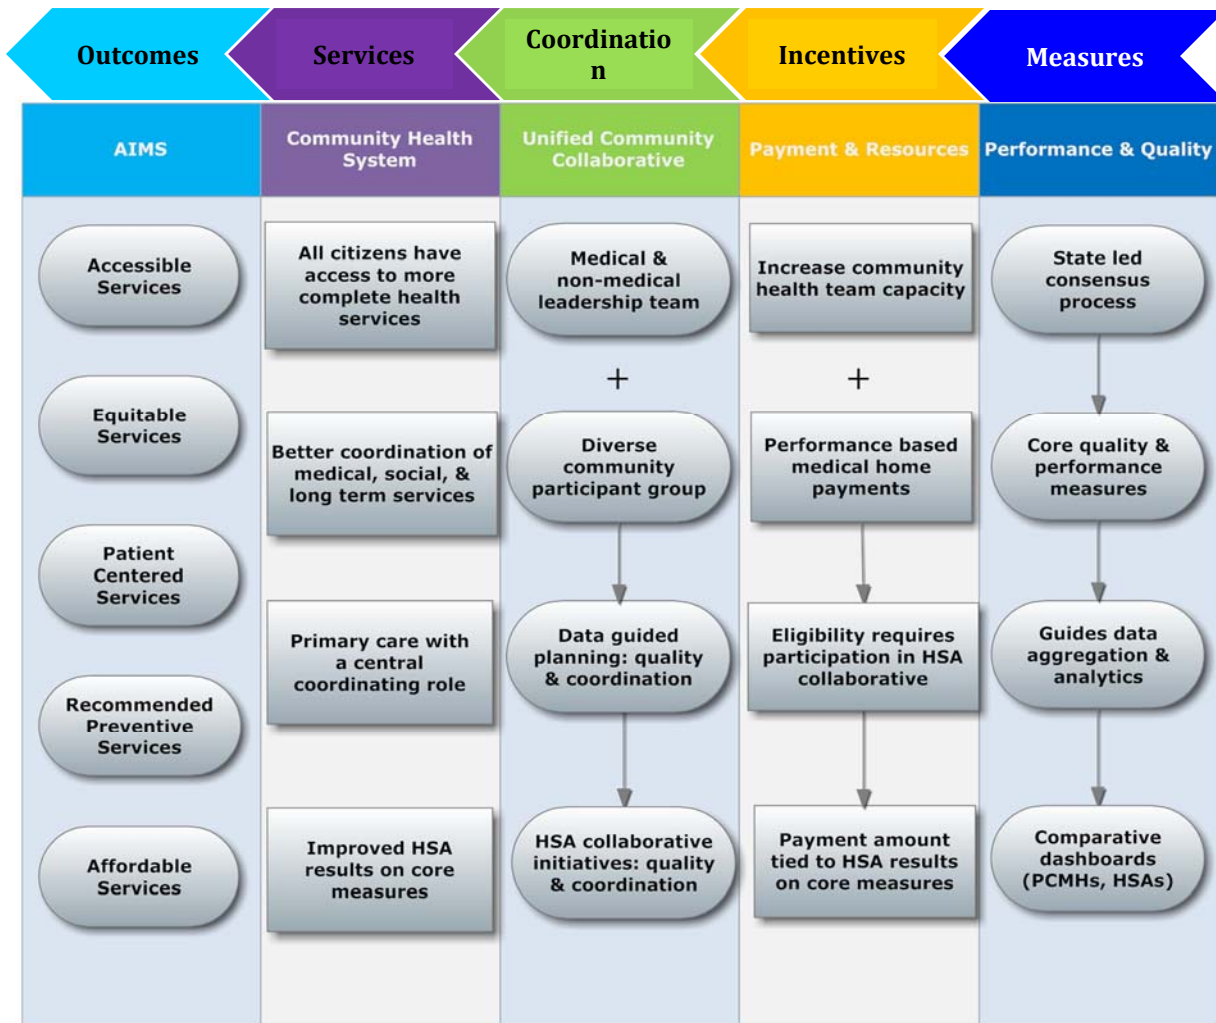 Outcomes
Services
Coordinatio
n
Incentives
Measures
AIMS
Community Health
System
Unified Community
Collaborative
Payment & Resources
Performance & Quality
Accessible
Services
Equitable
Services
Patient
Centered
Services
Recommended
Preventive
Services
Affordable
Services
All citizens have
access to more
complete health
services
Better coordination of
medical, social, &
long term services
Primary care with
a central
coordinating role
Improved HSA
results on core
measures
Medical &
non-medical
leadership team
+
Diverse
community
participant group
Data guided
planning: quality
& coordination
HSA collaborative
initiatives: quality
& coordination
Increase community
health team capacity
+
Performance based
medical home
payments
Eligibility requires
participation in HSA
collaborative
Payment amount
tied to HSA results
on core measures
State led
consensus
process
Core quality &
performance
measures
Guides data
aggregation &
analytics
Comparative
dashboards
(PCMHs, HSAs)